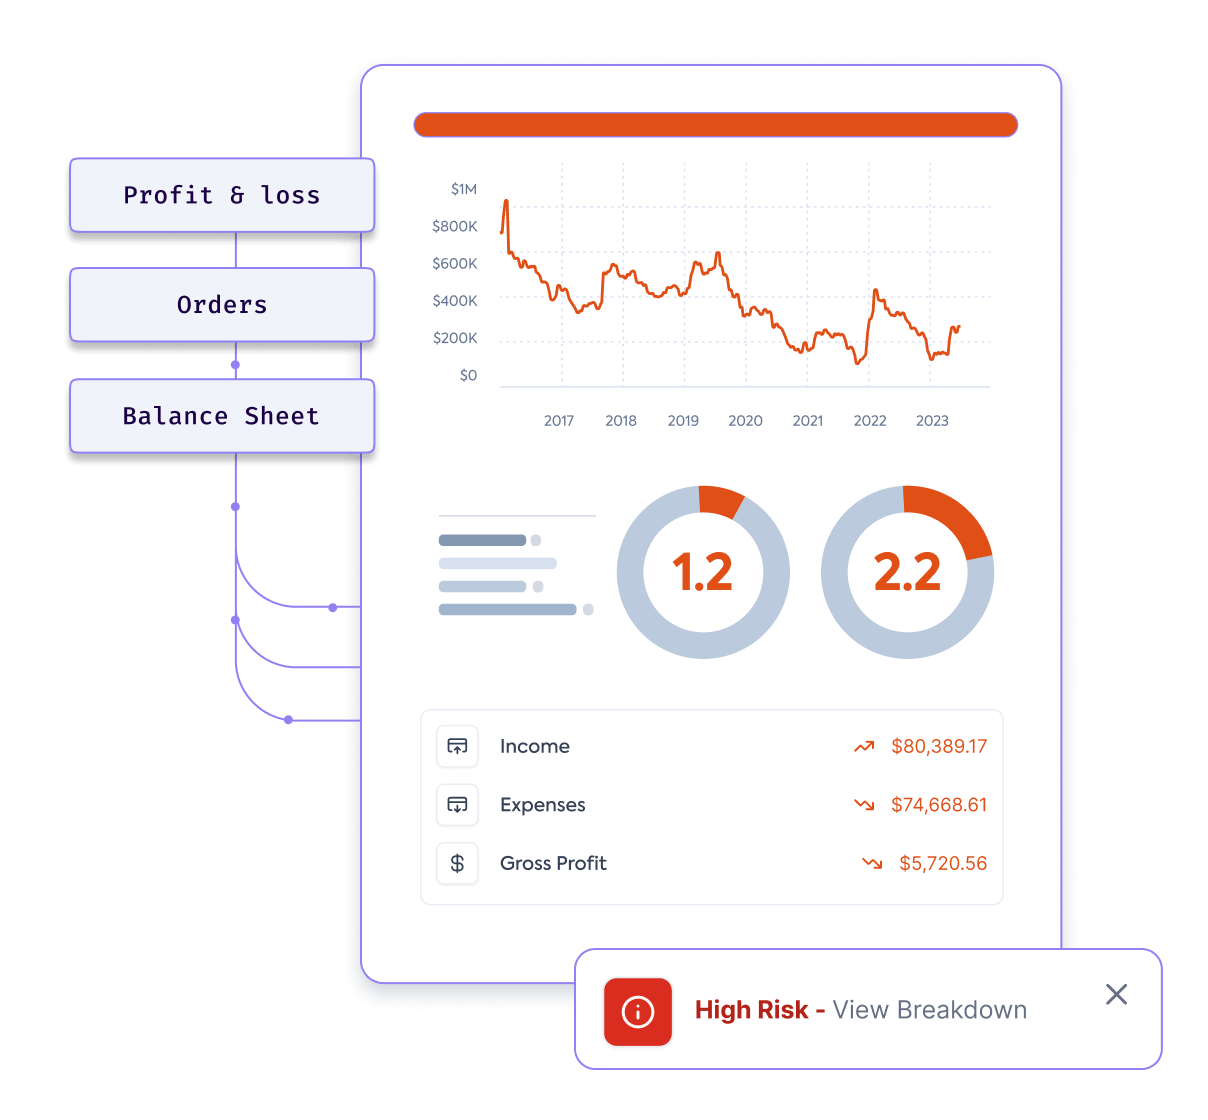 Profit & loss
Orders
Balance Sheet
$1M
$800K
$600K
$400K
$200K
$0
2017 2018 2019 2020 2021 2022 2023
1.2
2.2
Income $80,389.17
Expenses $74,668.61
Gross Profit $5,720.56
High Risk - View Breakdown